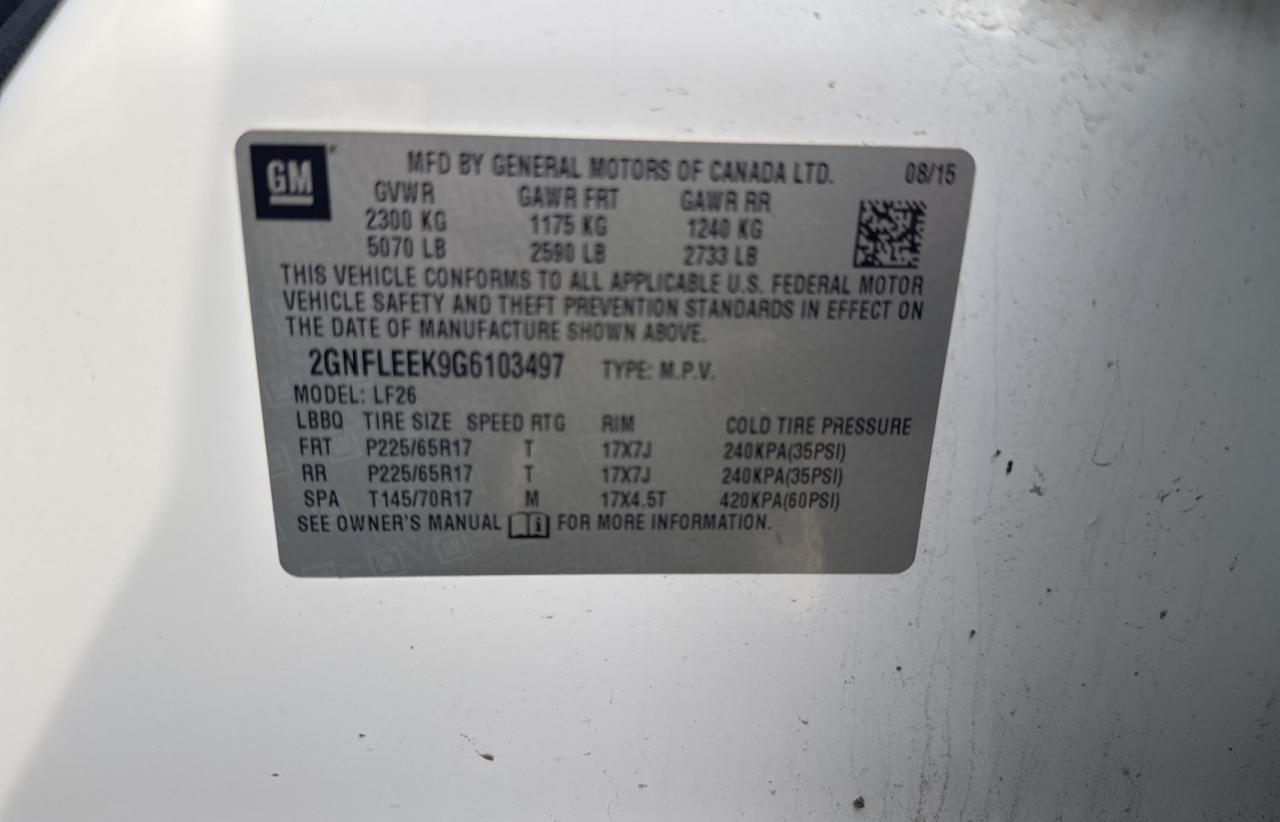 GM MFD BY GENERAL MOTORS OF CANADA LTD. 08/15
GVWR GAWR FRT GAWR RR
2300 KG 1175 KG 1240 KG
5070 LB 2590 LB 2733 LB
THIS VEHICLE CONFORMS TO ALL APPLICABLE U.S. FEDERAL MOTOR
VEHICLE SAFETY AND THEFT PREVENTION STANDARDS IN EFFECT ON
THE DATE OF MANUFACTURE SHOWN ABOVE.
2GNFLEEK9G6103497 TYPE: M.P.V.
MODEL: LF26
LBBQ TIRE SIZE SPEED RTG RIM COLD TIRE PRESSURE
FRT P225/65R17 T 17X7J 240KPA(35PSI)
RR P225/65R17 T 17X7J 240KPA(35PSI)
SPA T145/70R17 M 17X4.5T 420KPA(60PSI)
SEE OWNER'S MANUAL i FOR MORE INFORMATION.